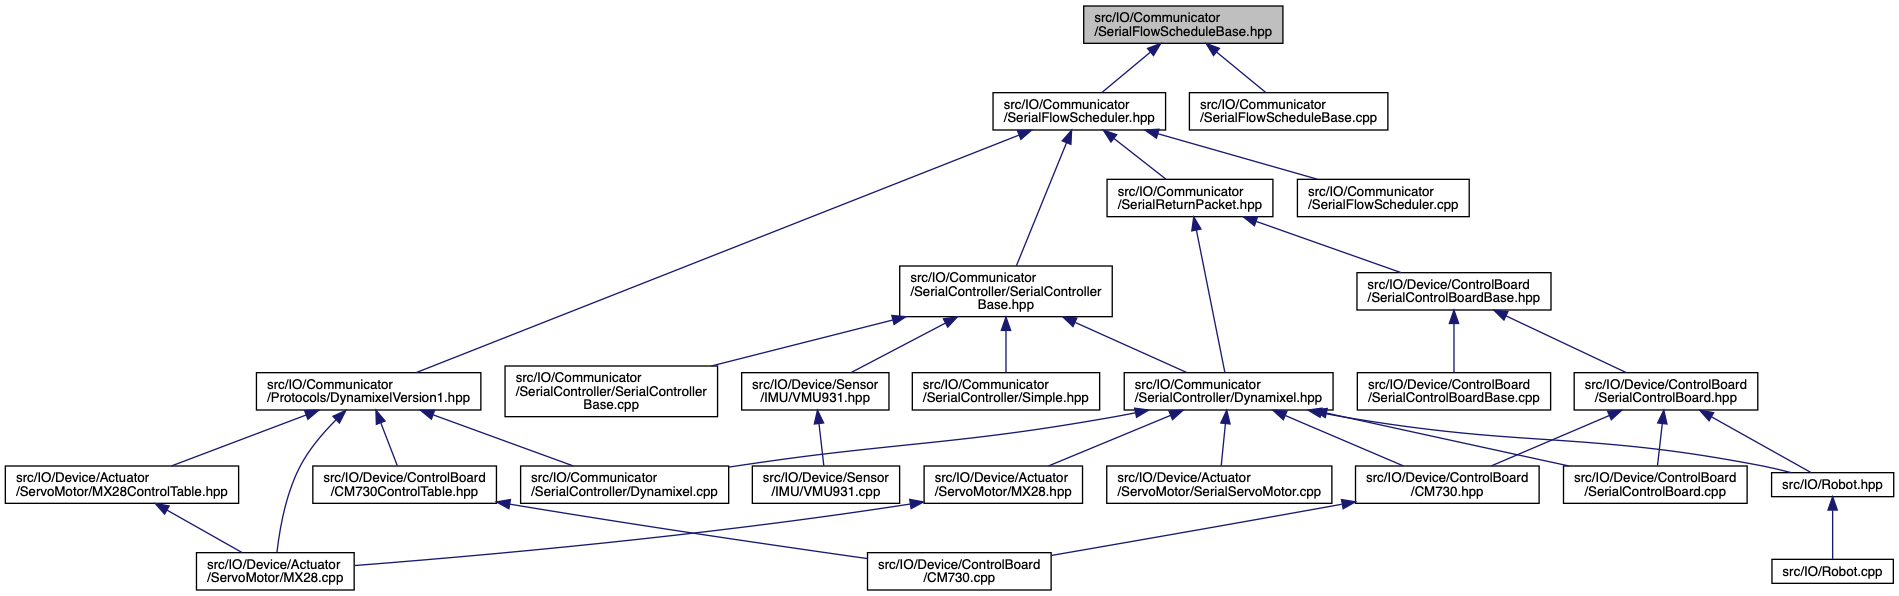 src/IO/Communicator
/SerialFlowScheduleBase.hpp
src/IO/Communicator
/SerialFlowScheduler.hpp
src/IO/Communicator
/SerialFlowScheduleBase.cpp
src/IO/Communicator
/SerialReturnPacket.hpp
src/IO/Communicator
/SerialFlowScheduler.cpp
src/IO/Communicator
/SerialController/SerialController
Base.hpp
src/IO/Device/ControlBoard
/SerialControlBoardBase.hpp
src/IO/Communicator
/Protocols/DynamixelVersion1.hpp
src/IO/Communicator
/SerialController/SerialController
Base.cpp
src/IO/Device/Sensor
/IMU/VMU931.hpp
src/IO/Communicator
/SerialController/Simple.hpp
src/IO/Communicator
/SerialController/Dynamixel.hpp
src/IO/Device/ControlBoard
/SerialControlBoardBase.cpp
src/IO/Device/ControlBoard
/SerialControlBoard.hpp
src/IO/Device/Actuator
/ServoMotor/MX28ControlTable.hpp
src/IO/Device/ControlBoard
/CM730ControlTable.hpp
src/IO/Communicator
/SerialController/Dynamixel.cpp
src/IO/Device/Sensor
/IMU/VMU931.cpp
src/IO/Device/Actuator
/ServoMotor/MX28.hpp
src/IO/Device/Actuator
/ServoMotor/SerialServoMotor.cpp
src/IO/Device/ControlBoard
/CM730.hpp
src/IO/Device/ControlBoard
/SerialControlBoard.cpp
src/IO/Robot.hpp
src/IO/Device/Actuator
/ServoMotor/MX28.cpp
src/IO/Device/ControlBoard
/CM730.cpp
src/IO/Robot.cpp